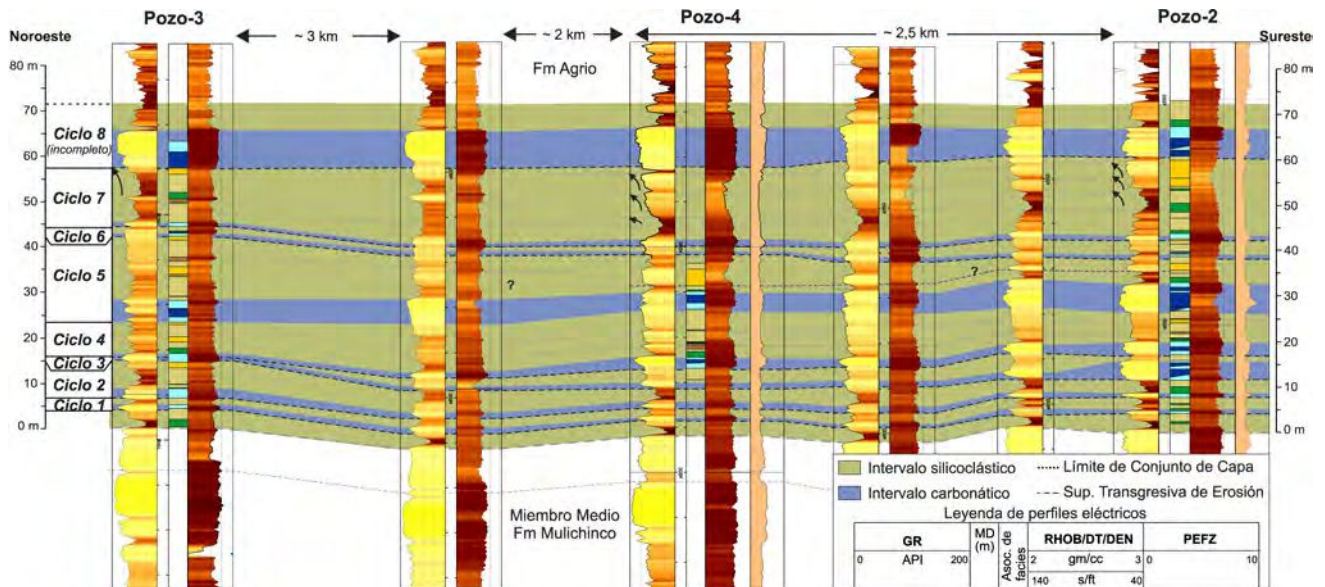 Pozo-3
Pozo-4
Pozo-2
Noroeste
~ 3 km
~ 2 km
~ 2,5 km
Sureste
Fm Agrio
80 m
70
60
50
40
30
20
10
0 m
Ciclo 8
(incompleto)
Ciclo 7
Ciclo 6
Ciclo 5
Ciclo 4
Ciclo 3
Ciclo 2
Ciclo 1
?
?
80 m
70
60
50
40
30
20
10
0 m
Miembro Medio
Fm Mulichinco
Intervalo silicoclástico
Límite de Conjunto de Capa
Intervalo carbonático
Sup. Transgresiva de Erosión
Leyenda de perfiles eléctricos
GR
0 API 200
MD
(m)
Asoc. de
facies
RHOB/DT/DEN
2 gm/cc 3
140 s/ft 40
PEFZ
0 10